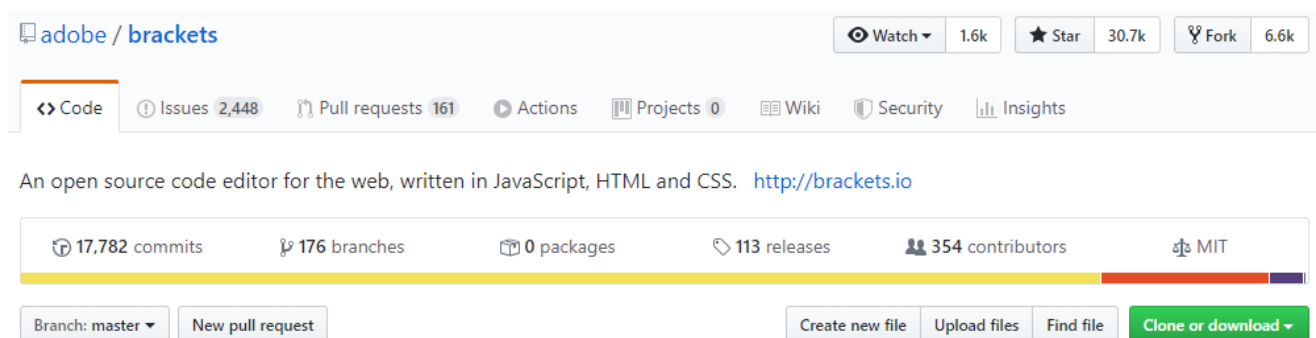 adobe / brackets Watch 1.6k Star 30.7k Fork 6.6k
Code Issues 2,448 Pull requests 161 Actions Projects 0 Wiki Security Insights
An open source code editor for the web, written in JavaScript, HTML and CSS. http://brackets.io
17,782 commits 176 branches 0 packages 113 releases 354 contributors MIT
Branch: master New pull request Create new file Upload files Find file Clone or download